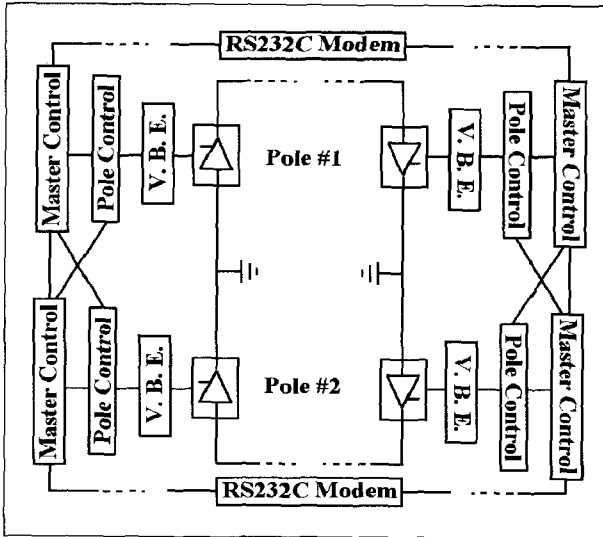 RS232C Modem
Master Control
Pole Control
V. B. E.
Pole #1
V. B. E.
Pole Control
Master Control
Master Control
Pole Control
V. B. E.
Pole #2
V. B. E.
Pole Control
Master Control
RS232C Modem